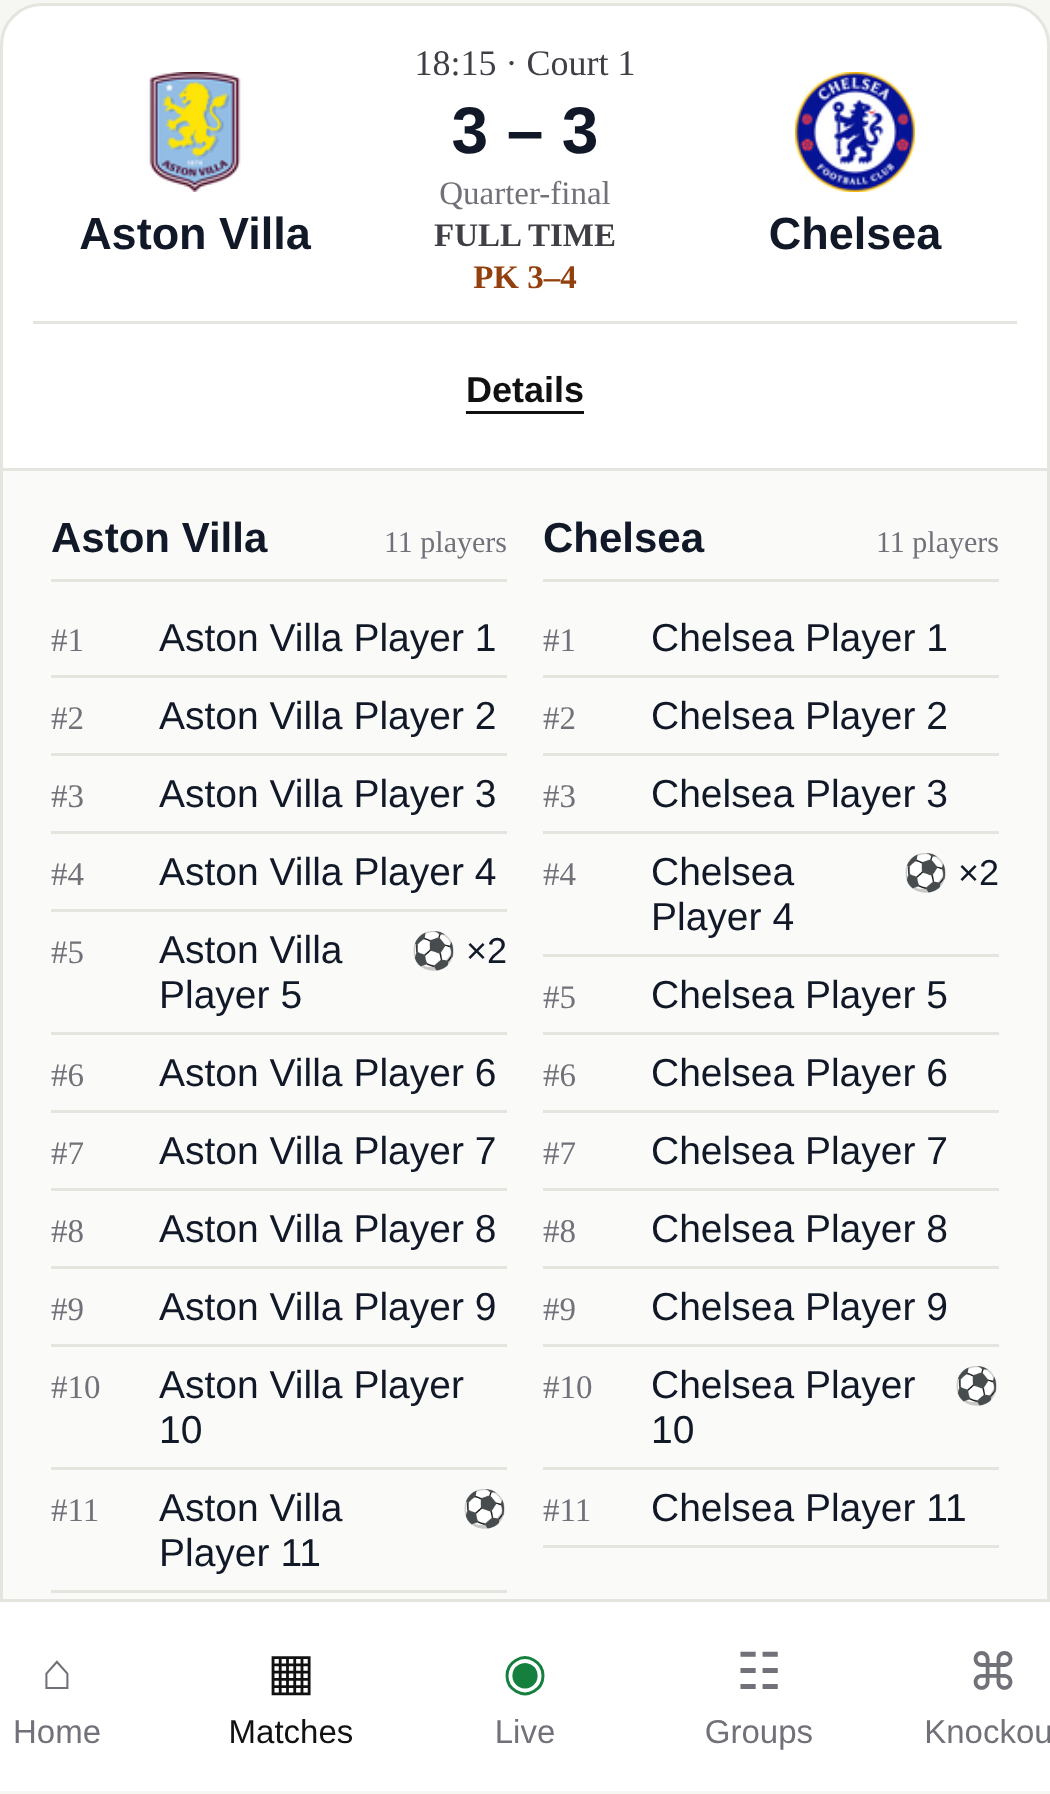 18:15 · Court 1
3 – 3
Quarter-final
FULL TIME
PK 3–4
ASTON VILLA
Aston Villa
CHELSEA
FOOTBALL CLUB
Chelsea
Details
Aston Villa 11 players
#1 Aston Villa Player 1
#2 Aston Villa Player 2
#3 Aston Villa Player 3
#4 Aston Villa Player 4
#5 Aston Villa ×2
Player 5
#6 Aston Villa Player 6
#7 Aston Villa Player 7
#8 Aston Villa Player 8
#9 Aston Villa Player 9
#10 Aston Villa Player
10
#11 Aston Villa
Player 11
Chelsea 11 players
#1 Chelsea Player 1
#2 Chelsea Player 2
#3 Chelsea Player 3
#4 Chelsea ×2
Player 4
#5 Chelsea Player 5
#6 Chelsea Player 6
#7 Chelsea Player 7
#8 Chelsea Player 8
#9 Chelsea Player 9
#10 Chelsea Player
10
#11 Chelsea Player 11
Home
Matches
Live
Groups
Knockou